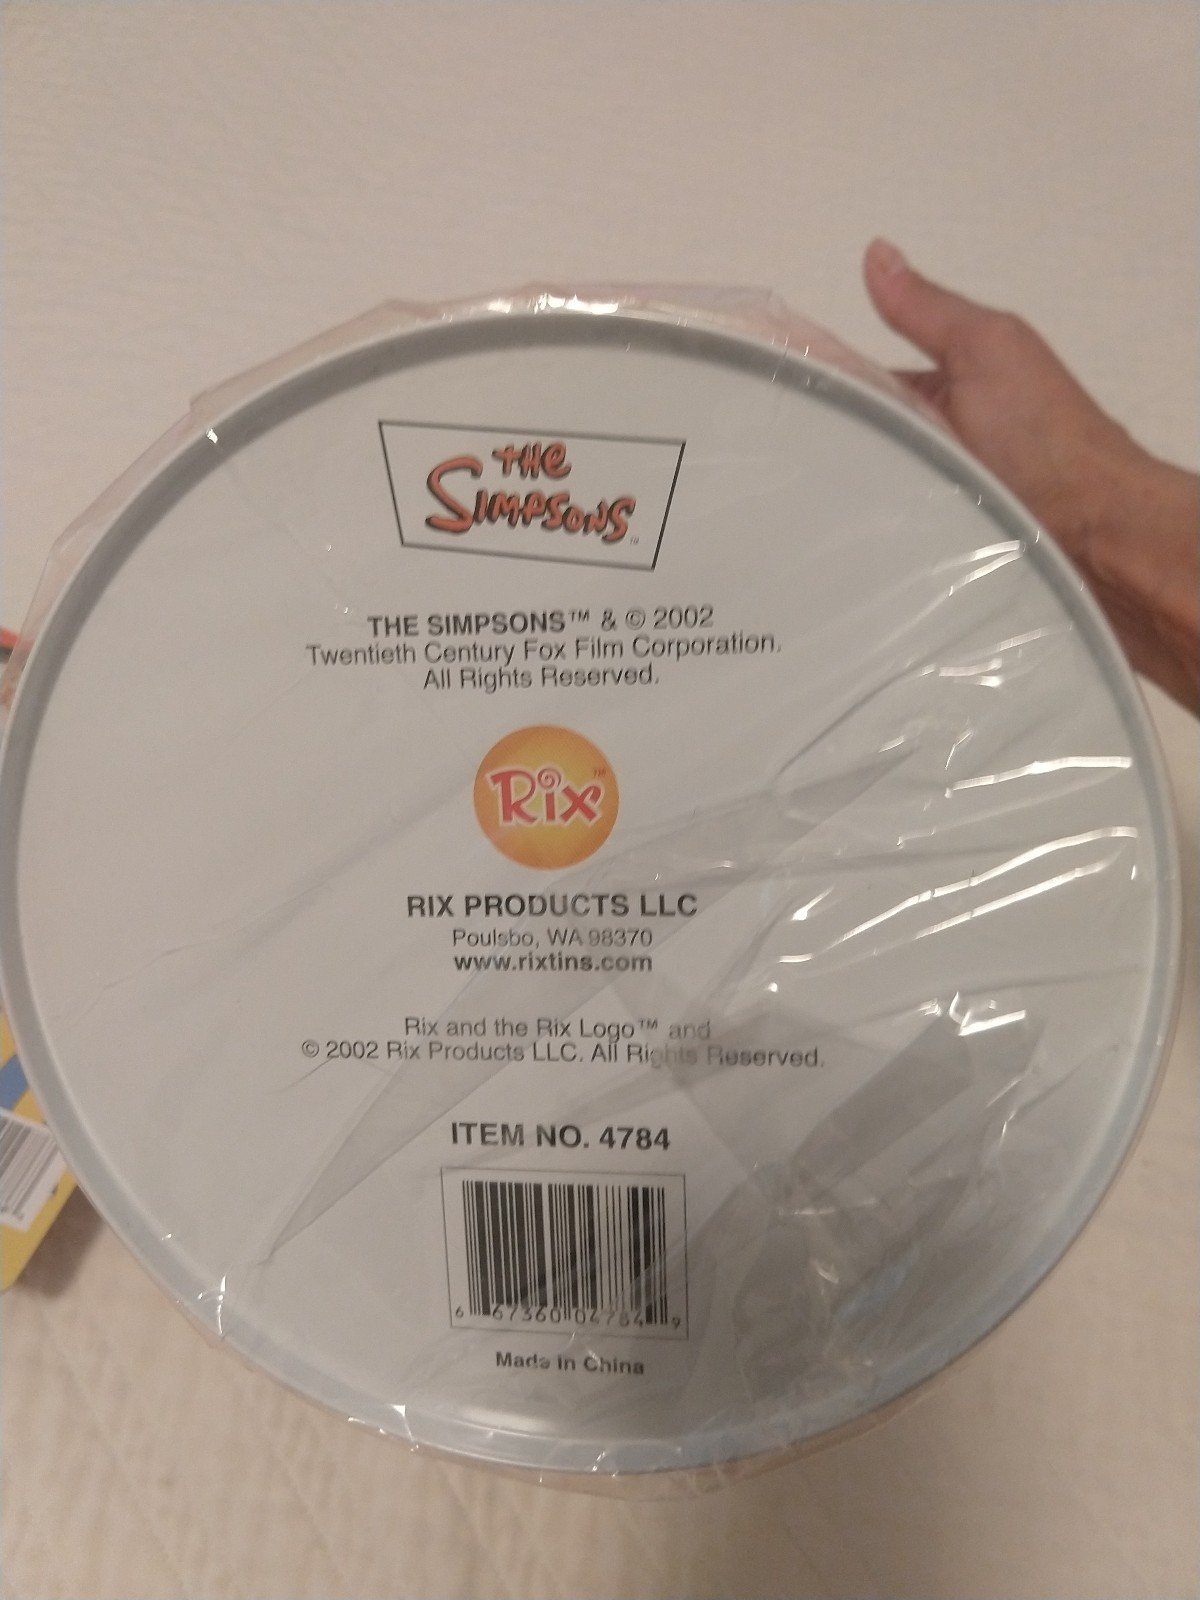 THE
SIMPSONS™
THE SIMPSONS™ & © 2002
Twentieth Century Fox Film Corporation.
All Rights Reserved.
Rix™
RIX PRODUCTS LLC
Poulsbo, WA 98370
www.rixtins.com
Rix and the Rix Logo™ and
© 2002 Rix Products LLC. All Rights Reserved.
ITEM NO. 4784
6 67360 04784 9
Made in China